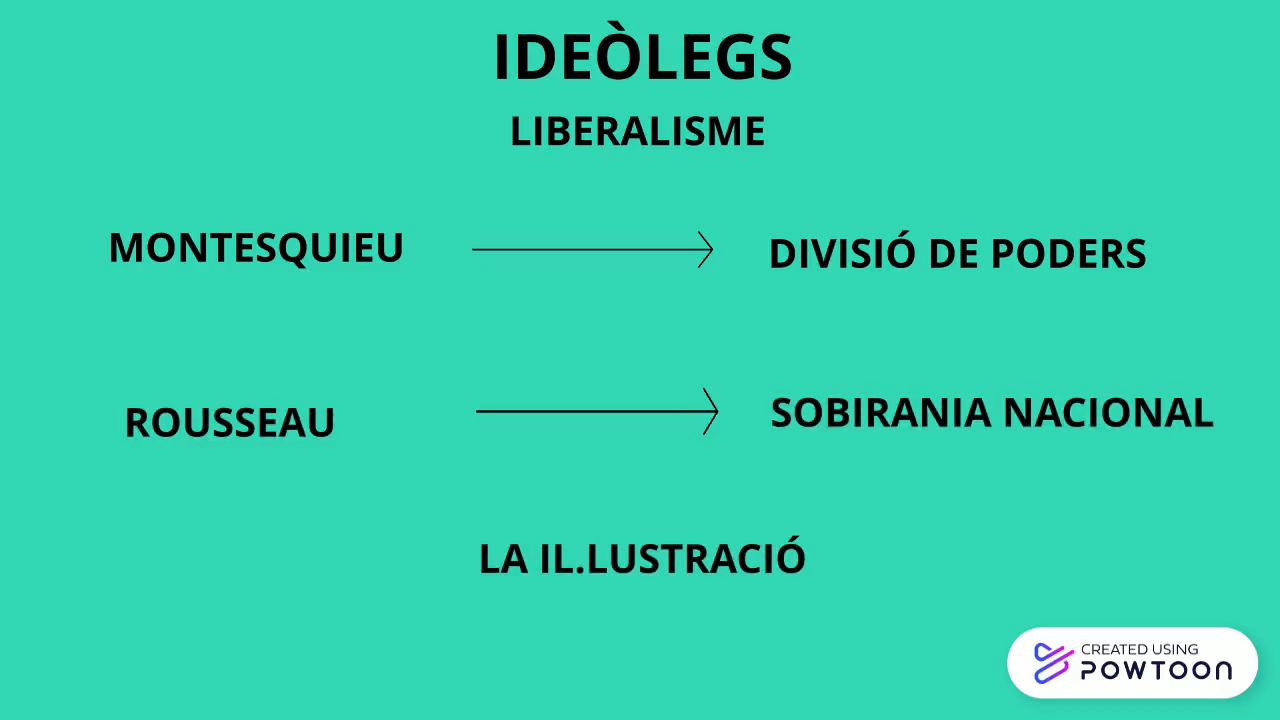 IDEÒLEGS
LIBERALISME
MONTESQUIEU
DIVISIÓ DE PODERS
ROUSSEAU
SOBIRANIA NACIONAL
LA IL.LUSTRACIÓ
CREATED USING
POWTOON